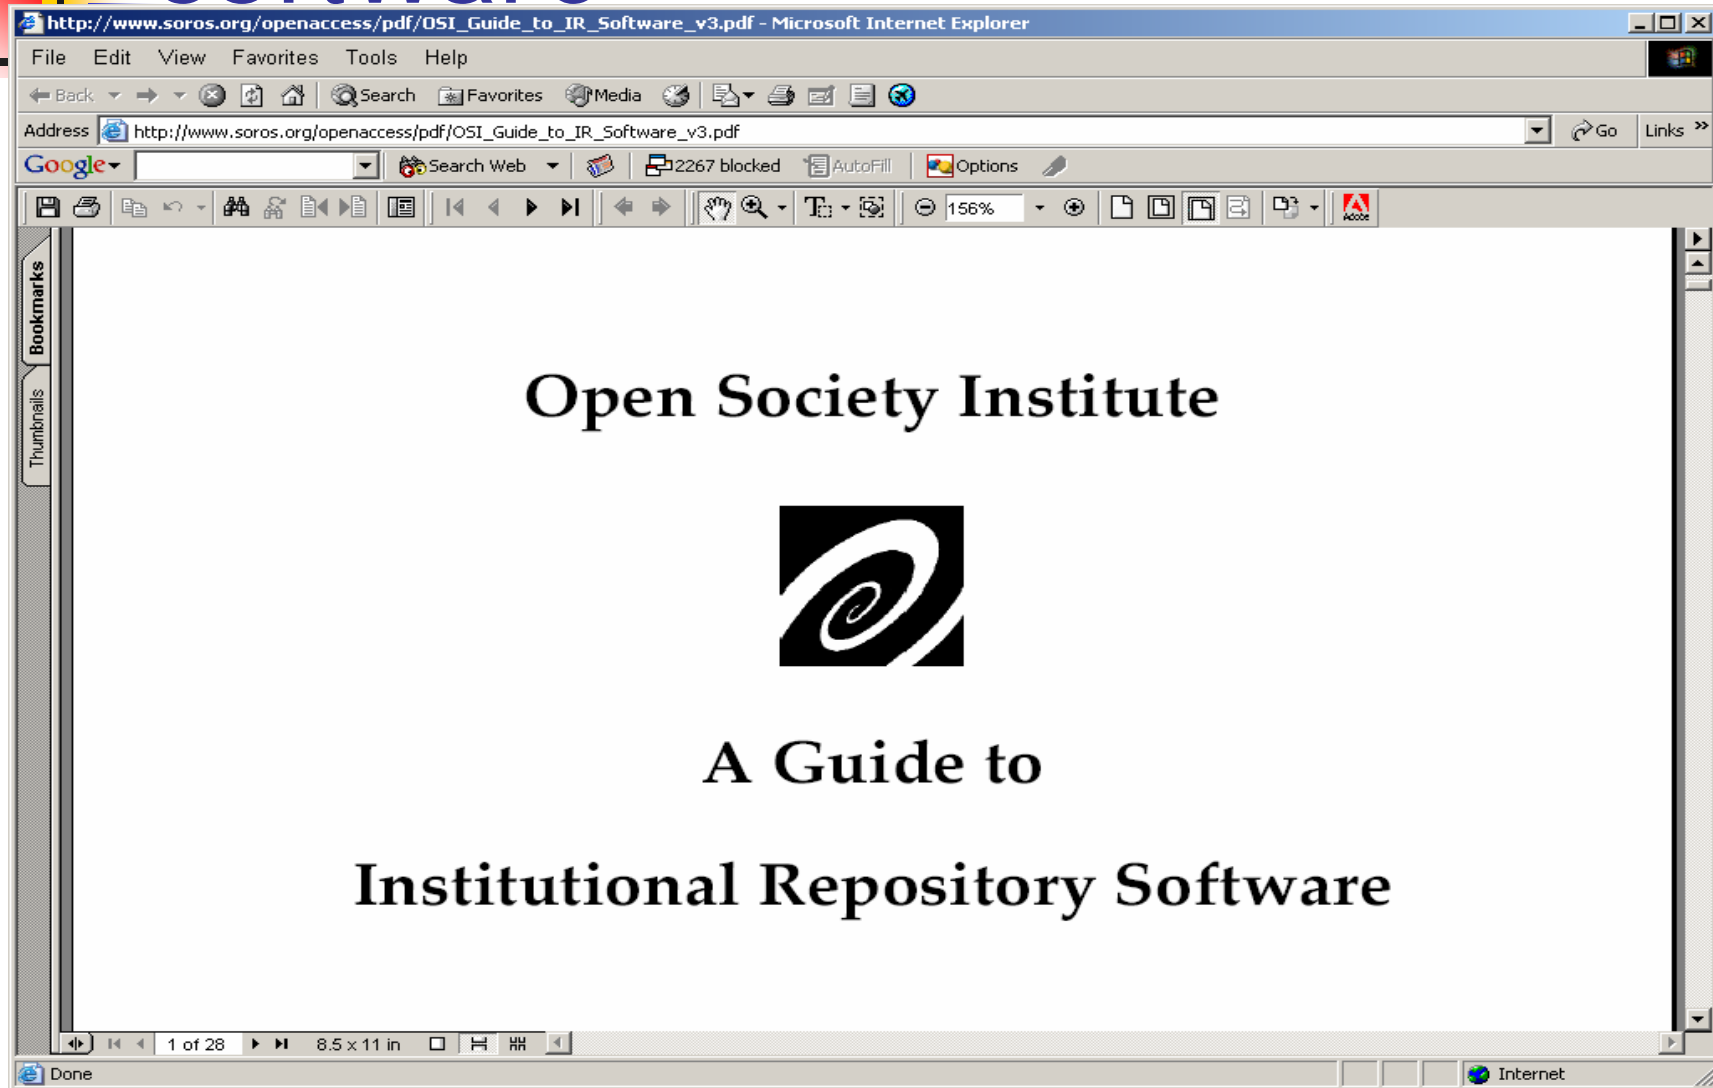 software
http://www.soros.org/openaccess/pdf/OSI_Guide_to_IR_Software_v3.pdf - Microsoft Internet Explorer
File Edit View Favorites Tools Help
Back Search Favorites Media
Address http://www.soros.org/openaccess/pdf/OSI_Guide_to_IR_Software_v3.pdf Go Links »
Google Search Web 2267 blocked AutoFill Options
156% Adobe
Bookmarks
Thumbnails
Open Society Institute
A Guide to
Institutional Repository Software
1 of 28 8.5 x 11 in
Done Internet